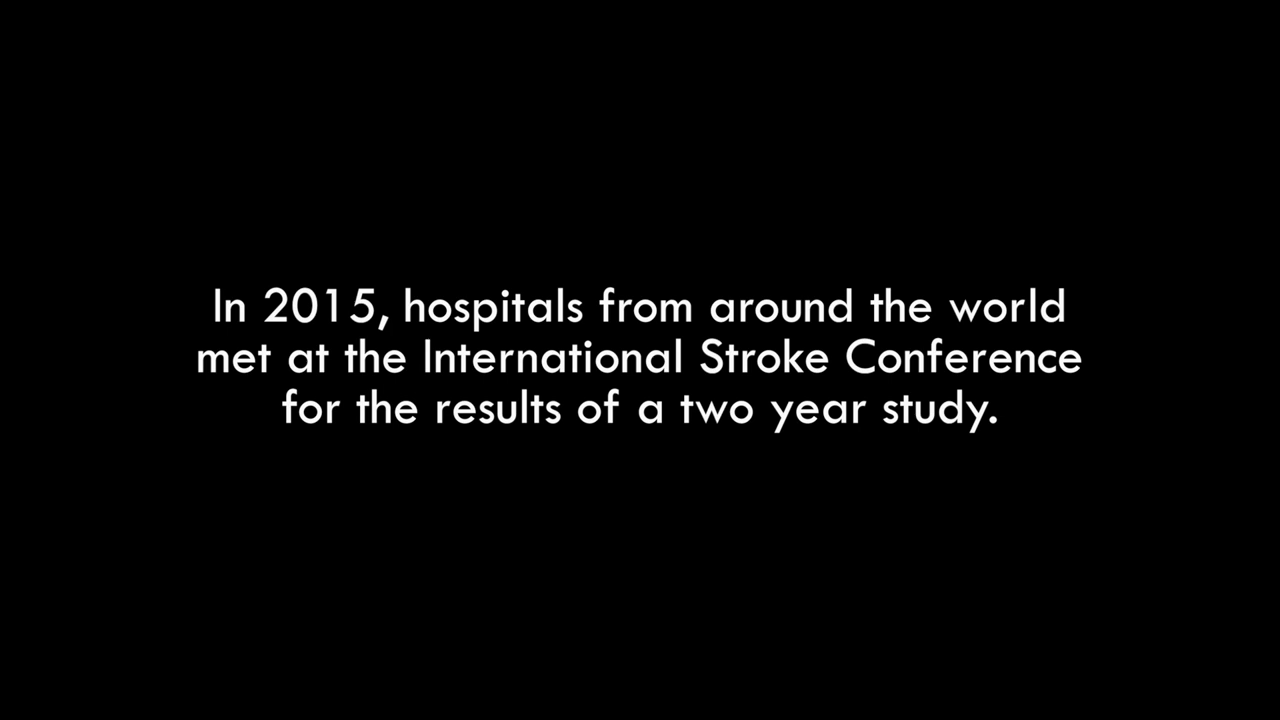 In 2015, hospitals from around the world
met at the International Stroke Conference
for the results of a two year study.